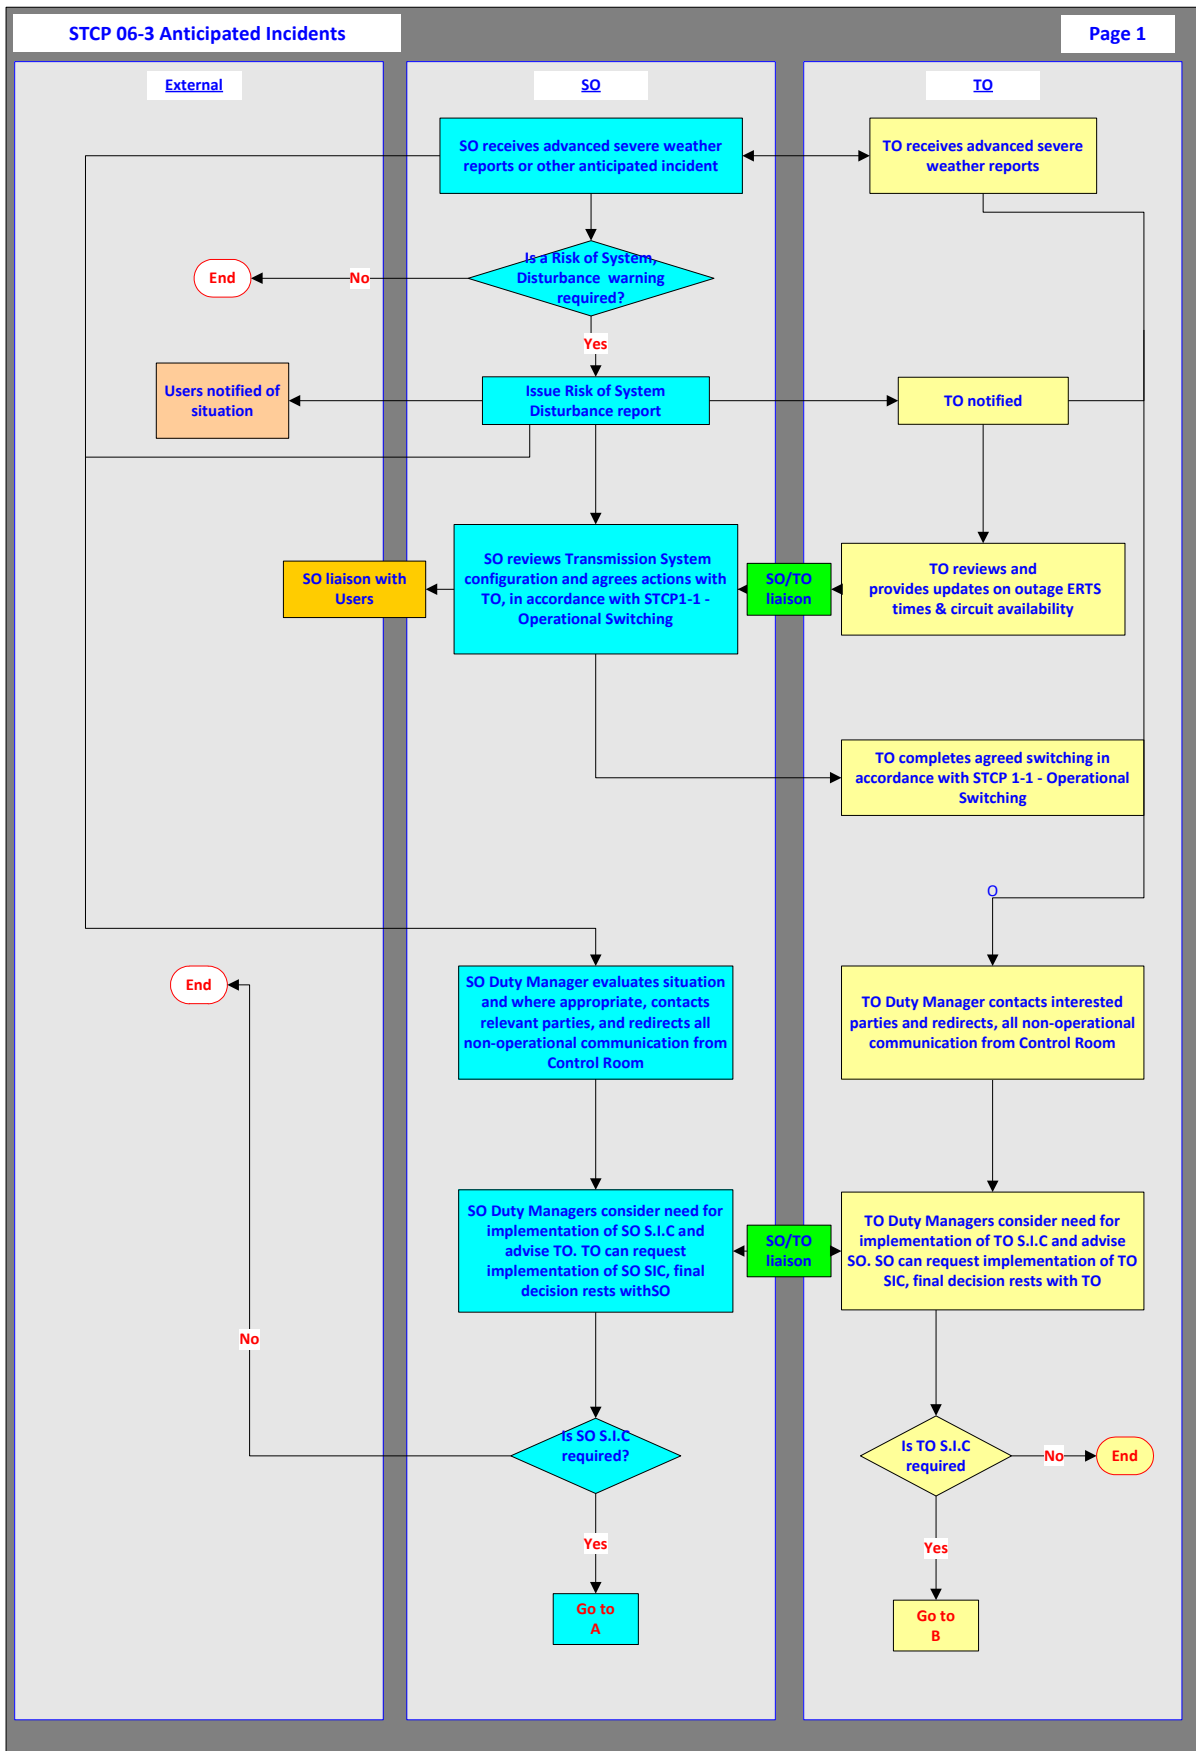 STCP 06-3 Anticipated Incidents
Page 1
External
SO
TO
SO receives advanced severe weather
reports or other anticipated incident
TO receives advanced severe
weather reports
Is a Risk of System,
Disturbance warning
required?
No
End
Yes
Users notified of
situation
Issue Risk of System
Disturbance report
TO notified
SO liaison with
Users
SO reviews Transmission System
configuration and agrees actions with
TO, in accordance with STCP1-1 -
Operational Switching
SO/TO
liaison
TO reviews and
provides updates on outage ERTS
times & circuit availability
TO completes agreed switching in
accordance with STCP 1-1 - Operational
Switching
O
End
SO Duty Manager evaluates situation
and where appropriate, contacts
relevant parties, and redirects all
non-operational communication from
Control Room
TO Duty Manager contacts interested
parties and redirects, all non-operational
communication from Control Room
SO Duty Managers consider need for
implementation of SO S.I.C and
advise TO. TO can request
implementation of SO SIC, final
decision rests withSO
SO/TO
liaison
TO Duty Managers consider need for
implementation of TO S.I.C and advise
SO. SO can request implementation of TO
SIC, final decision rests with TO
No
Is SO S.I.C
required?
Is TO S.I.C
required
No
End
Yes
Yes
Go to
A
Go to
B